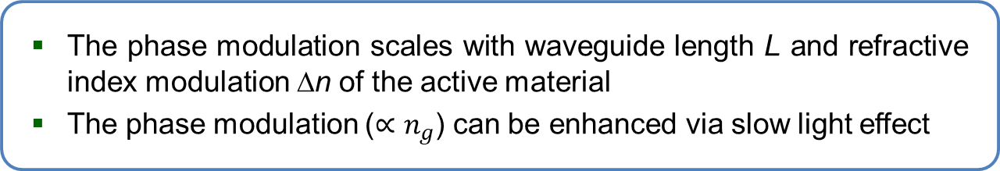 ▪ The phase modulation scales with waveguide length L and refractive
index modulation Δn of the active material
▪ The phase modulation (∝ n_g) can be enhanced via slow light effect